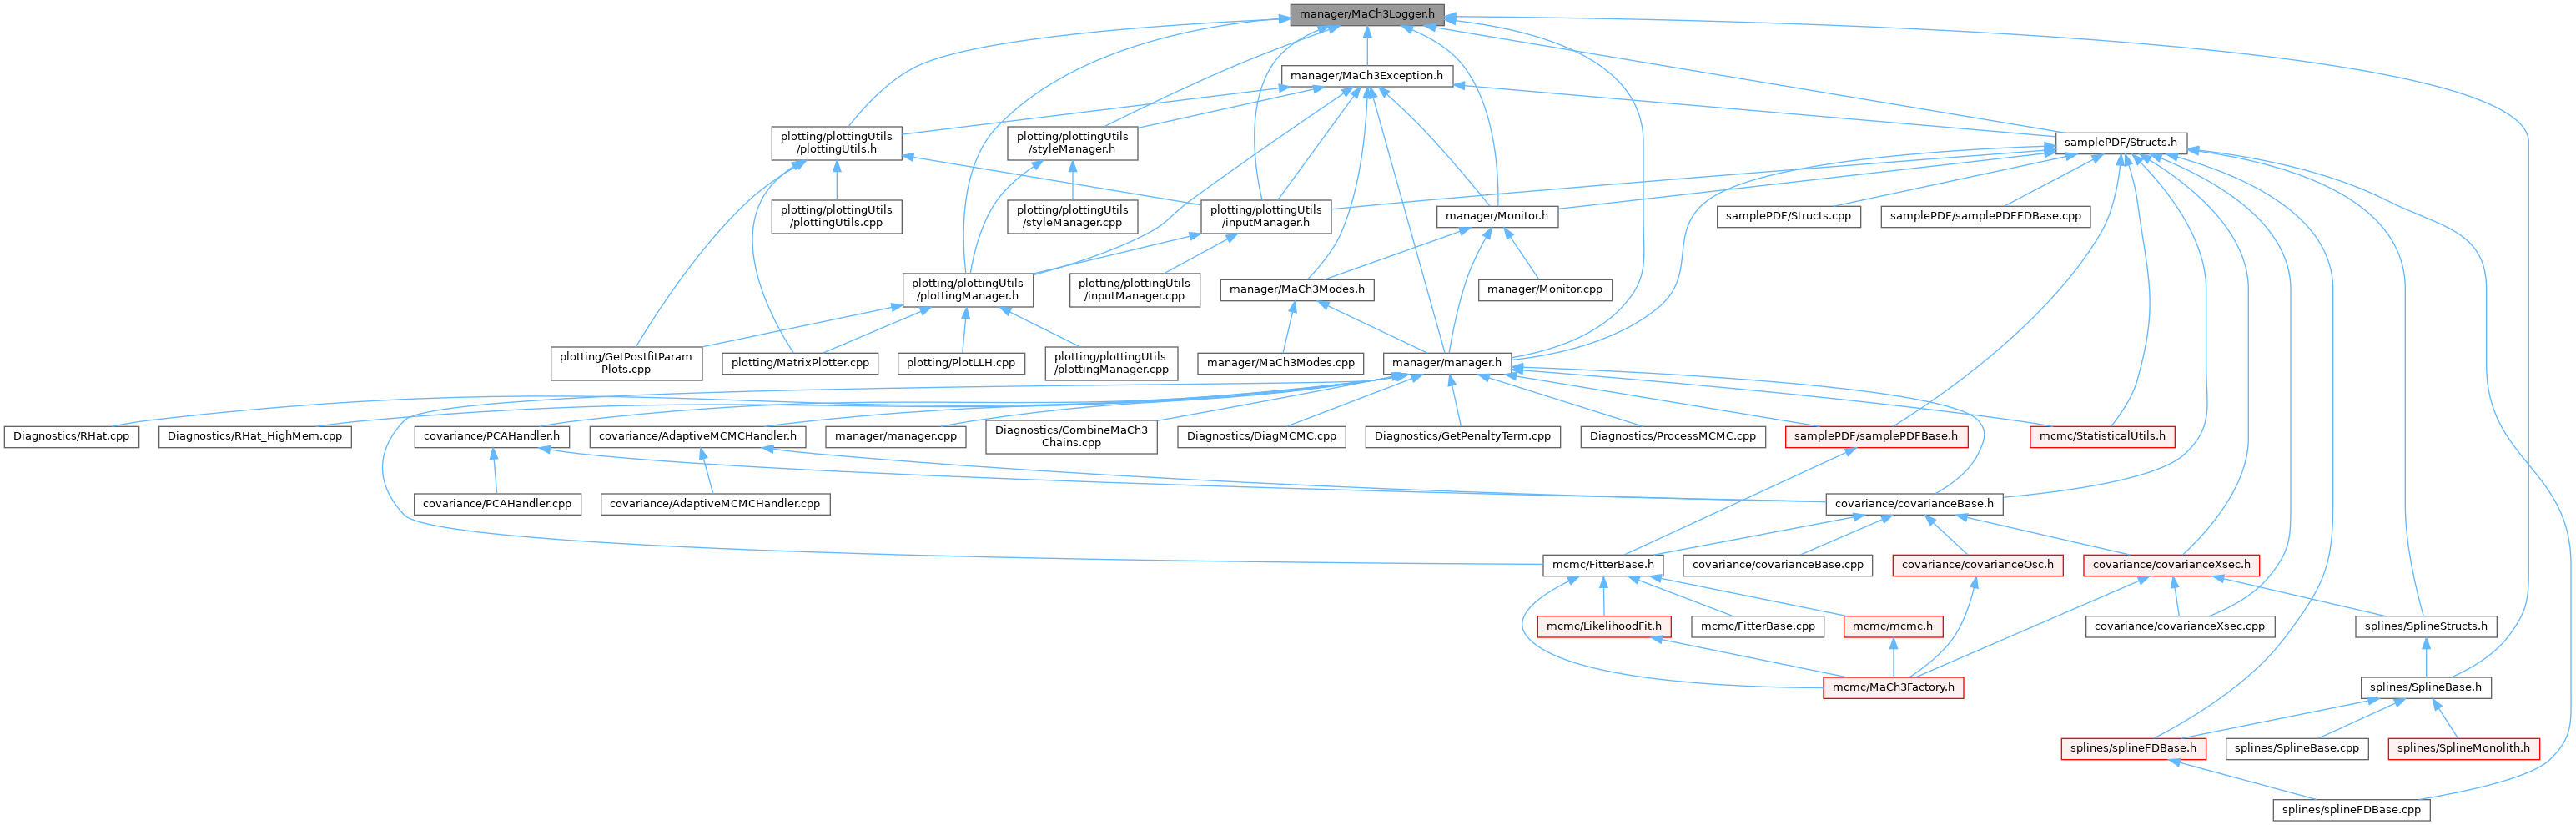 manager/MaCh3Logger.h
manager/MaCh3Exception.h
plotting/plottingUtils
/plottingUtils.h
plotting/plottingUtils
/styleManager.h
samplePDF/Structs.h
plotting/plottingUtils
/plottingUtils.cpp
plotting/plottingUtils
/styleManager.cpp
plotting/plottingUtils
/inputManager.h
manager/Monitor.h
samplePDF/Structs.cpp
samplePDF/samplePDFFDBase.cpp
plotting/plottingUtils
/plottingManager.h
plotting/plottingUtils
/inputManager.cpp
manager/MaCh3Modes.h
manager/Monitor.cpp
plotting/GetPostfitParam
Plots.cpp
plotting/MatrixPlotter.cpp
plotting/PlotLLH.cpp
plotting/plottingUtils
/plottingManager.cpp
manager/MaCh3Modes.cpp
manager/manager.h
Diagnostics/RHat.cpp
Diagnostics/RHat_HighMem.cpp
covariance/PCAHandler.h
covariance/AdaptiveMCMCHandler.h
manager/manager.cpp
Diagnostics/CombineMaCh3
Chains.cpp
Diagnostics/DiagMCMC.cpp
Diagnostics/GetPenaltyTerm.cpp
Diagnostics/ProcessMCMC.cpp
samplePDF/samplePDFBase.h
mcmc/StatisticalUtils.h
covariance/PCAHandler.cpp
covariance/AdaptiveMCMCHandler.cpp
covariance/covarianceBase.h
mcmc/FitterBase.h
covariance/covarianceBase.cpp
covariance/covarianceOsc.h
covariance/covarianceXsec.h
mcmc/LikelihoodFit.h
mcmc/FitterBase.cpp
mcmc/mcmc.h
covariance/covarianceXsec.cpp
splines/SplineStructs.h
mcmc/MaCh3Factory.h
splines/SplineBase.h
splines/splineFDBase.h
splines/SplineBase.cpp
splines/SplineMonolith.h
splines/splineFDBase.cpp